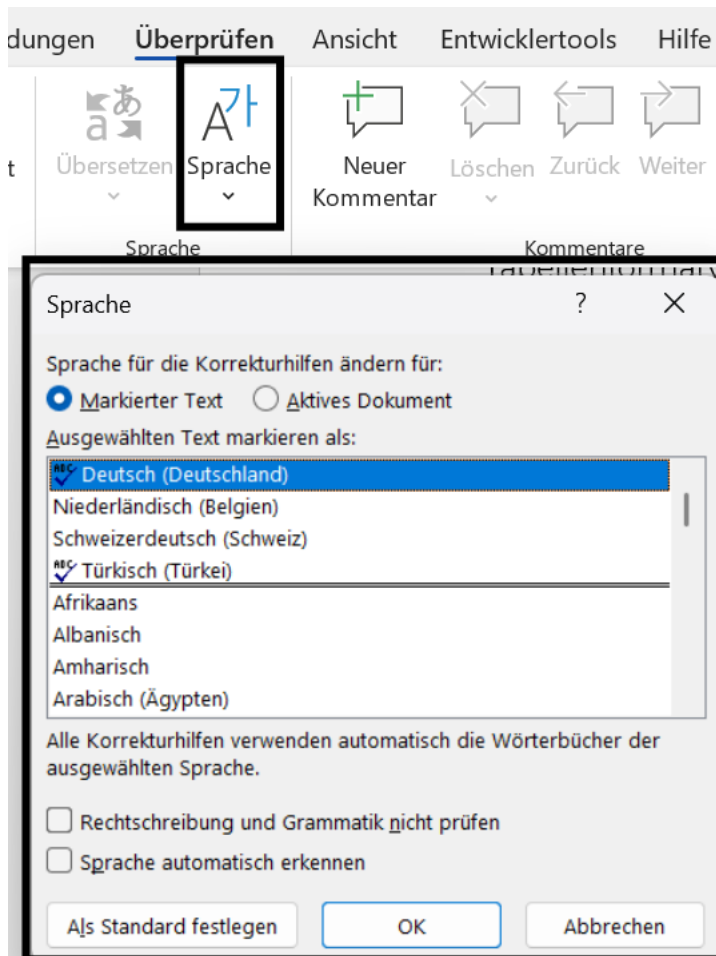 dungen Überprüfen Ansicht Entwicklertools Hilfe
t Übersetzen Sprache Neuer Kommentar Löschen Zurück Weiter
Sprache Kommentare
Sprache ?
Sprache für die Korrekturhilfen ändern für:
Markierter Text Aktives Dokument
Ausgewählten Text markieren als:
Deutsch (Deutschland)
Niederländisch (Belgien)
Schweizerdeutsch (Schweiz)
Türkisch (Türkei)
Afrikaans
Albanisch
Amharisch
Arabisch (Ägypten)
Alle Korrekturhilfen verwenden automatisch die Wörterbücher der
ausgewählten Sprache.
Rechtschreibung und Grammatik nicht prüfen
Sprache automatisch erkennen
Als Standard festlegen OK Abbrechen